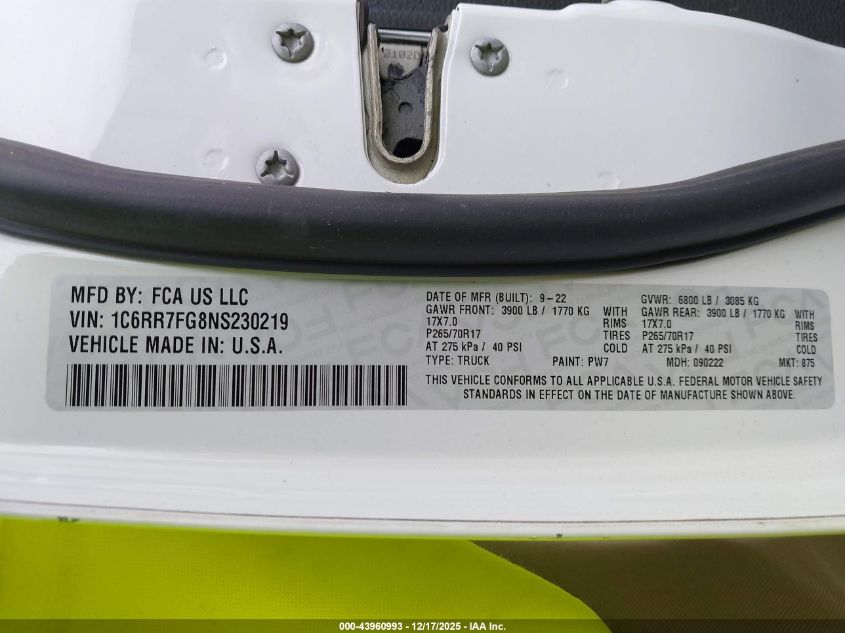 2102D
MFD BY: FCA US LLC
VIN: 1C6RR7FG8NS230219
VEHICLE MADE IN: U.S.A.
DATE OF MFR (BUILT): 9-22
GAWR FRONT: 3900 LB / 1770 KG WITH
17X7.0 RIMS
P265/70R17 TIRES
AT 275 kPa / 40 PSI COLD
TYPE: TRUCK PAINT: PW7
GVWR: 6800 LB / 3085 KG
GAWR REAR: 3900 LB / 1770 KG WITH
17X7.0 RIMS
P265/70R17 TIRES
AT 275 kPa / 40 PSI COLD
MDH: 090222 MKT: 875
THIS VEHICLE CONFORMS TO ALL APPLICABLE U.S.A. FEDERAL MOTOR VEHICLE SAFETY
STANDARDS IN EFFECT ON THE DATE OF MANUFACTURE SHOWN ABOVE.
000-43960993 - 12/17/2025 - IAA Inc.